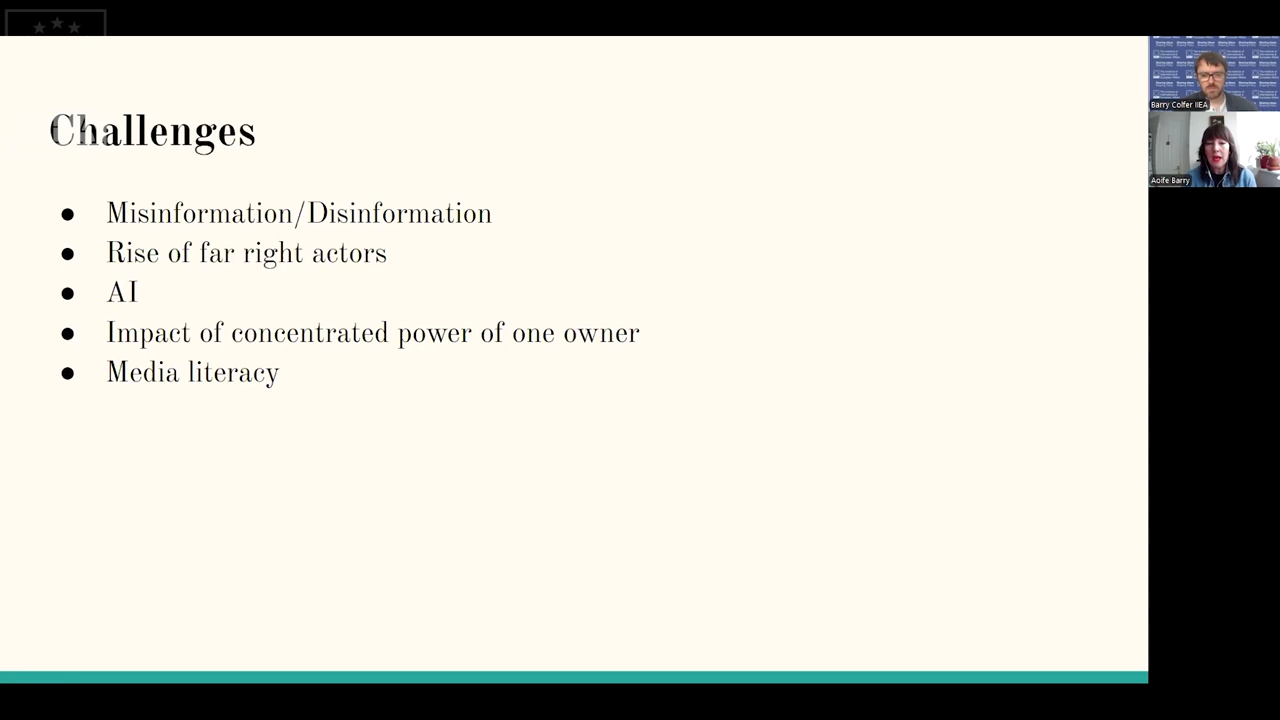 Challenges
● Misinformation/Disinformation
● Rise of far right actors
● AI
● Impact of concentrated power of one owner
● Media literacy
Barry Colfer IIEA
Aoife Barry